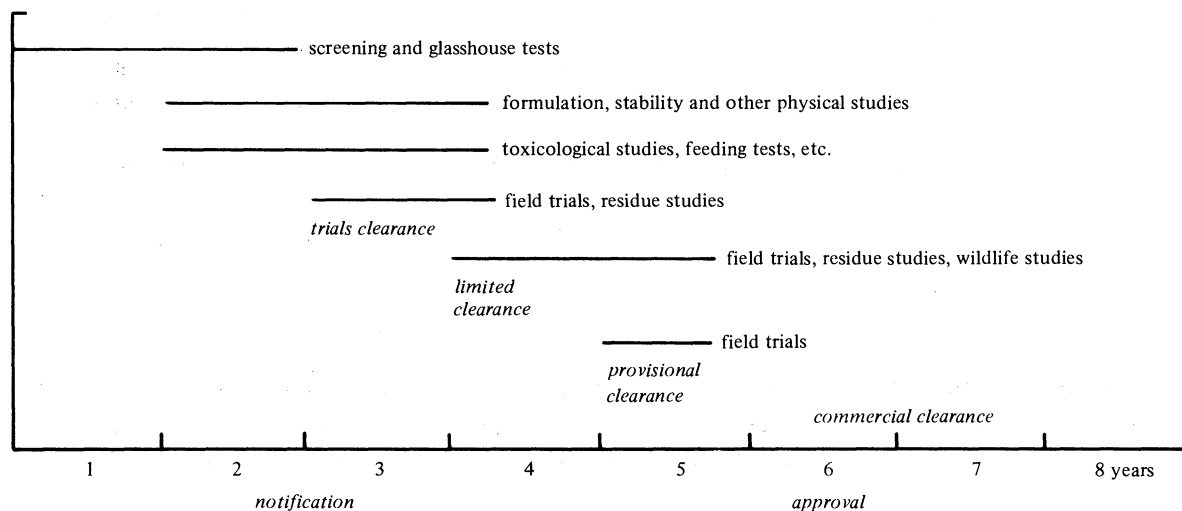 screening and glasshouse tests
formulation, stability and other physical studies
toxicological studies, feeding tests, etc.
field trials, residue studies
trials clearance
field trials, residue studies, wildlife studies
limited
clearance
field trials
provisional
clearance
commercial clearance
1 2 3 4 5 6 7 8 years
notification approval